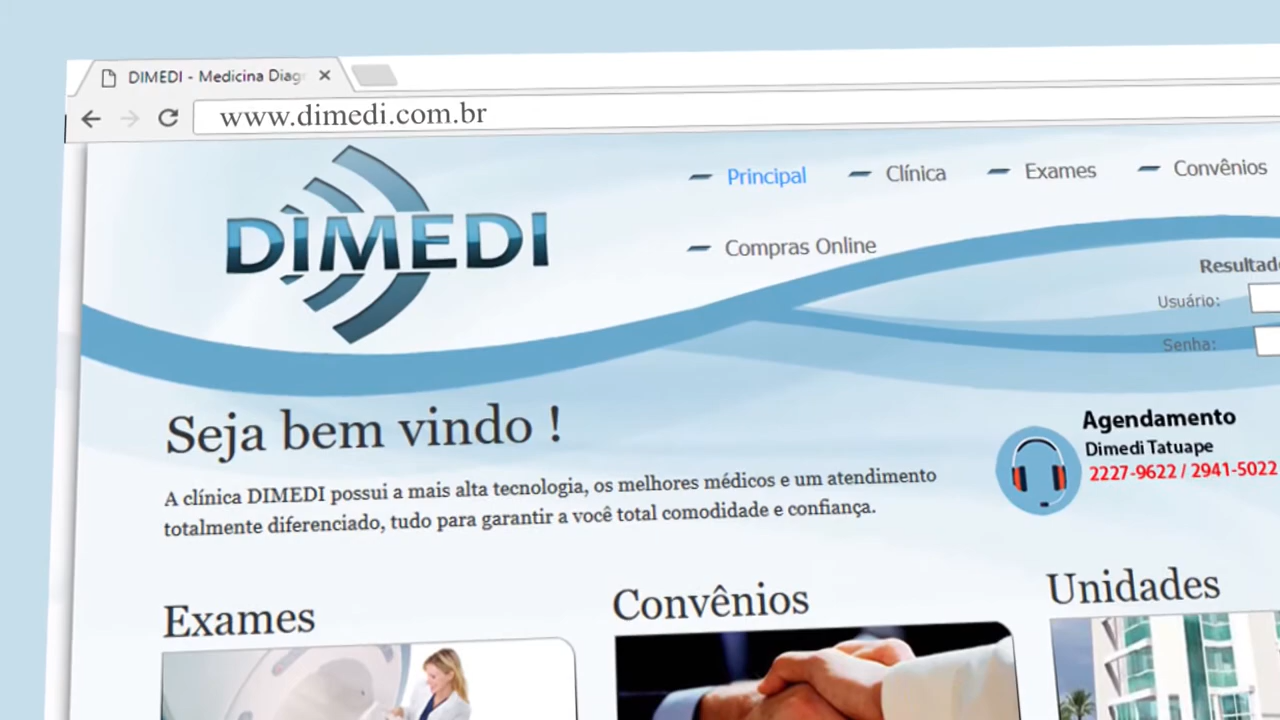 DIMEDI - Medicina Diag
www.dimedi.com.br
DIMEDI
Principal
Clínica
Exames
Convênios
Compras Online
Resultad
Usuário:
Senha:
Seja bem vindo !
A clínica DIMEDI possui a mais alta tecnologia, os melhores médicos e um atendimento
totalmente diferenciado, tudo para garantir a você total comodidade e confiança.
Agendamento
Dimedi Tatuape
2227-9622 / 2941-5022
Exames
Convênios
Unidades